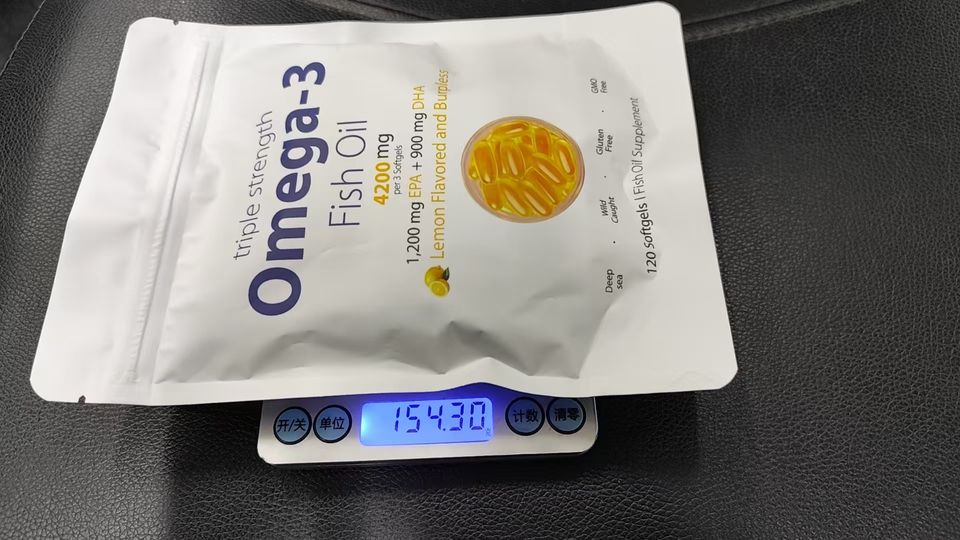 triple strength
Omega-3
Fish Oil
4200 mg
per 3 Softgels
1,200 mg EPA + 900 mg DHA
Lemon Flavored and Burpless
Deep sea · Wild Caught · Gluten Free · GMO Free
120 Softgels | Fish Oil Supplement
开/关 单位 154.30 计数 清零